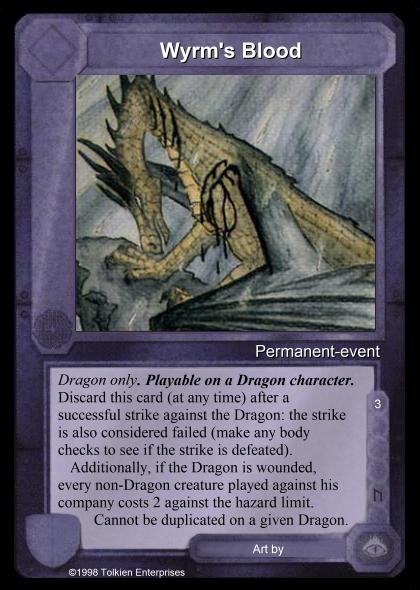 Wyrm's Blood
Permanent-event
Dragon only. Playable on a Dragon character.
Discard this card (at any time) after a
successful strike against the Dragon: the strike
is also considered failed (make any body
checks to see if the strike is defeated).
Additionally, if the Dragon is wounded,
every non-Dragon creature played against his
company costs 2 against the hazard limit.
Cannot be duplicated on a given Dragon.
3
Art by
©1998 Tolkien Enterprises